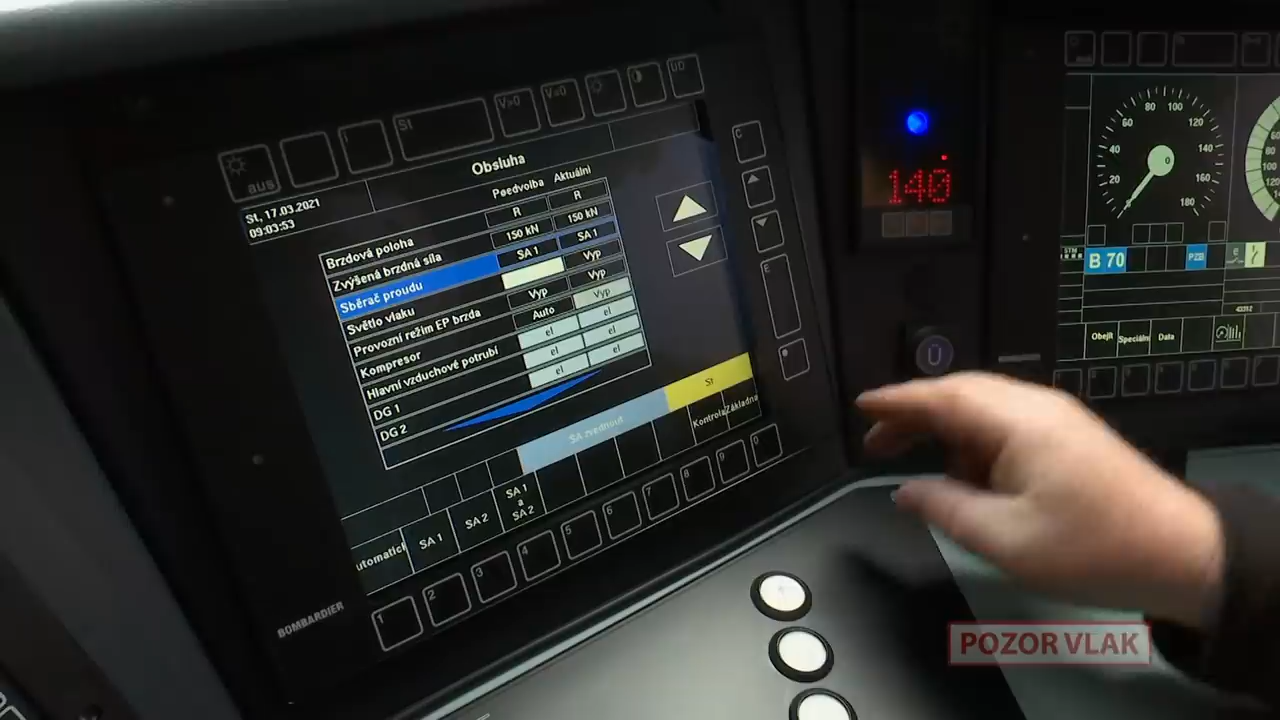 aus
St
V>0
V=0
UD
Obsluha
St, 17.03.2021
09:03:53
Předvolba Aktuální
Brzdová poloha R R
Zvýšená brzdná síla 150 kN 150 kN
Sběrač proudu SA 1 SA 1
Světlo vlaku Vyp
Provozní režim EP brzda Vyp Vyp
Kompresor Auto Vyp
Hlavní vzduchové potrubí el el
DG 1 el el
DG 2 el el
SA zvednout
St
Kontrola Základní
utomatick
SA 1
SA 2
SA 1
a
SA 2
1 2 3 4 5 6 7 8 9 0
C
E
BOMBARDIER
140
Ü
0 20 40 60 80 100 120 140 160 180
B 70
PZB
43392
Obejít
Speciální
Data
POZOR VLAK